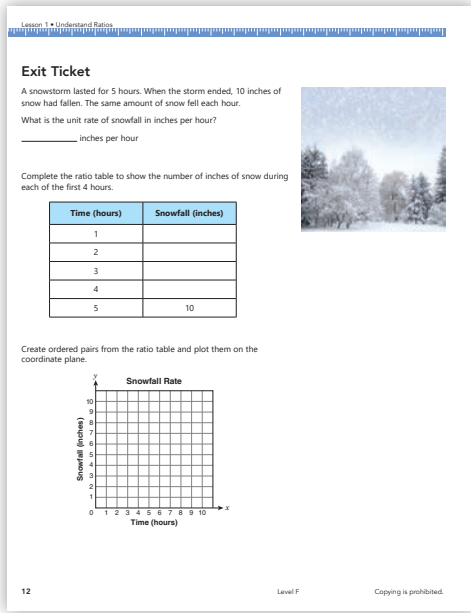 Lesson 1 • Understand Ratios
Exit Ticket
A snowstorm lasted for 5 hours. When the storm ended, 10 inches of
snow had fallen. The same amount of snow fell each hour.
What is the unit rate of snowfall in inches per hour?
inches per hour
Complete the ratio table to show the number of inches of snow during
each of the first 4 hours.
Time (hours) Snowfall (inches)
1
2
3
4
5 10
Create ordered pairs from the ratio table and plot them on the
coordinate plane.
y
Snowfall Rate
Snowfall (inches)
10
9
8
7
6
5
4
3
2
1
0 1 2 3 4 5 6 7 8 9 10 x
Time (hours)
12 Level F Copying is prohibited.